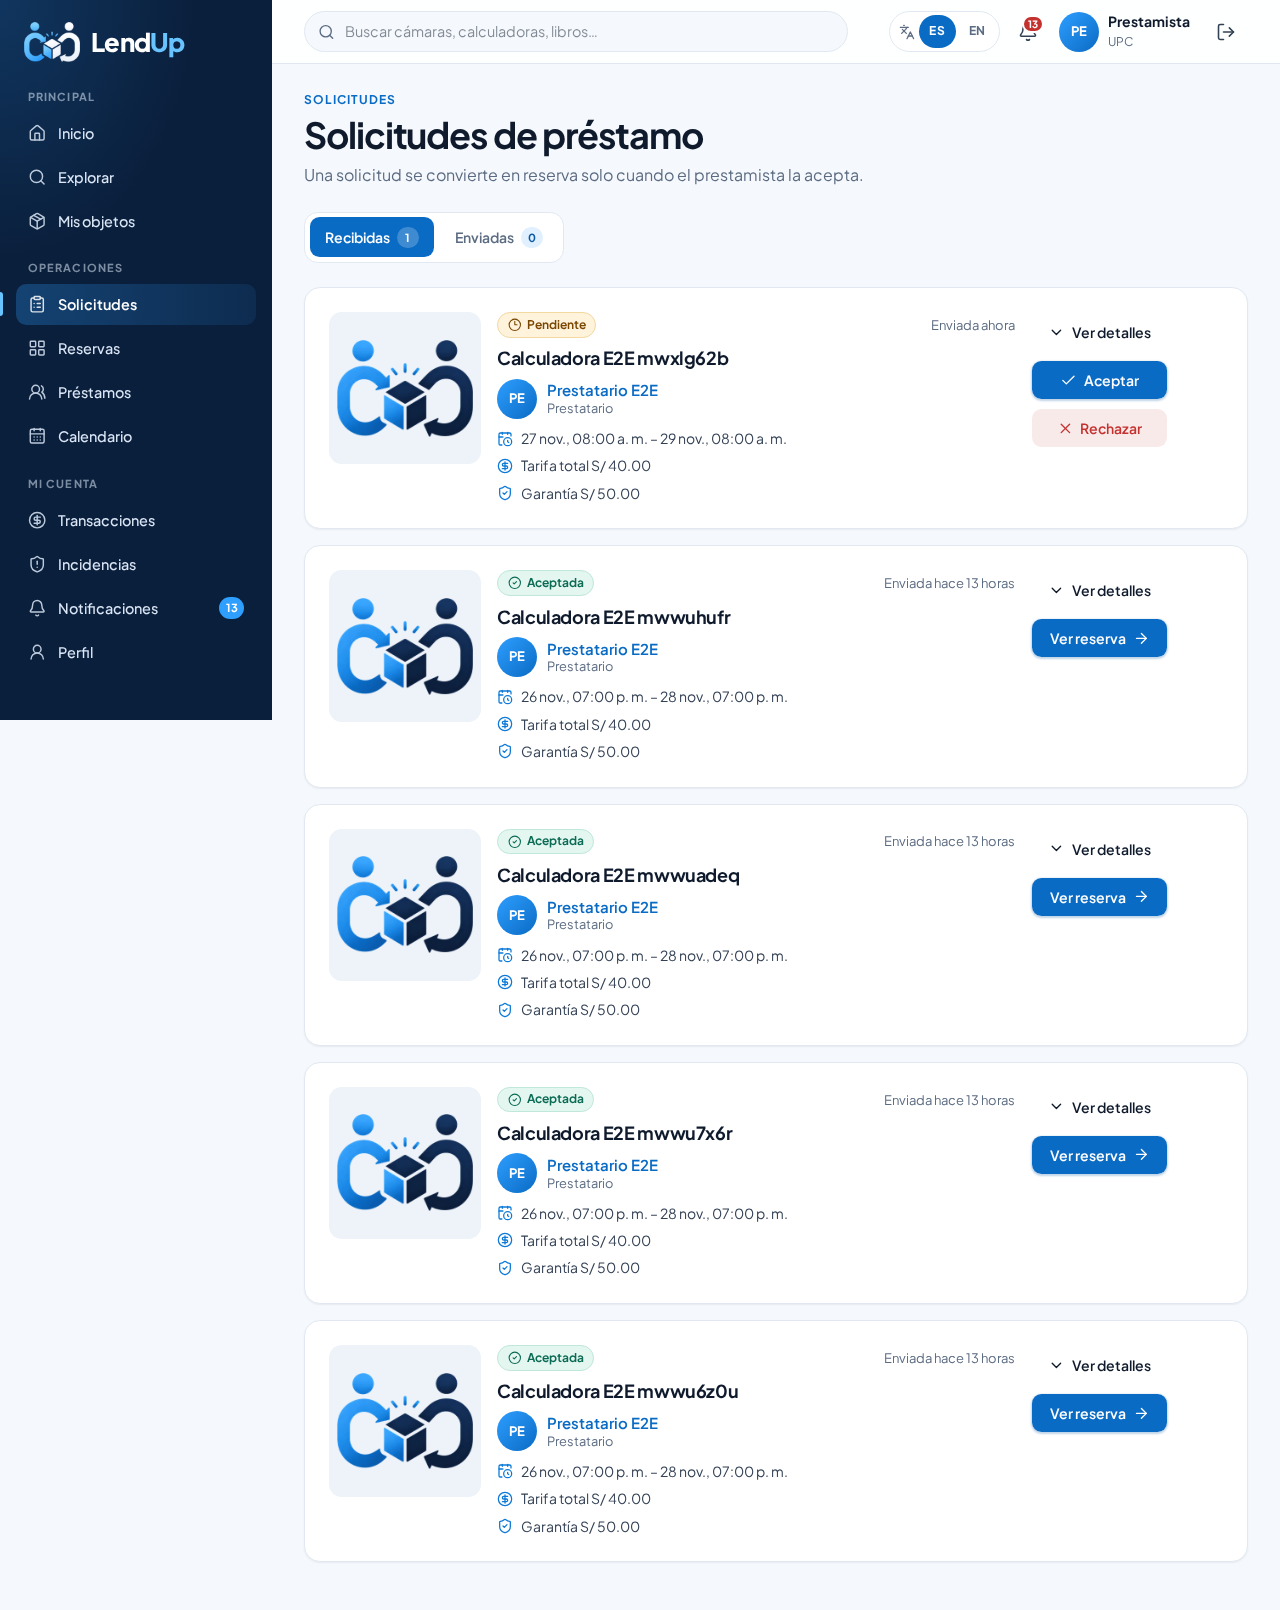 LendUp
Buscar cámaras, calculadoras, libros...
ES
EN
13
PE
Prestamista
UPC
PRINCIPAL
Inicio
Explorar
Mis objetos
OPERACIONES
Solicitudes
Reservas
Préstamos
Calendario
MI CUENTA
Transacciones
Incidencias
Notificaciones
13
Perfil
SOLICITUDES
Solicitudes de préstamo
Una solicitud se convierte en reserva solo cuando el prestamista la acepta.
Recibidas 1
Enviadas 0
Pendiente
Enviada ahora
Calculadora E2E mwxlg62b
PE
Prestatario E2E
Prestatario
27 nov., 08:00 a. m. – 29 nov., 08:00 a. m.
Tarifa total S/ 40.00
Garantía S/ 50.00
Ver detalles
Aceptar
Rechazar
Aceptada
Enviada hace 13 horas
Calculadora E2E mwwuhufr
PE
Prestatario E2E
Prestatario
26 nov., 07:00 p. m. – 28 nov., 07:00 p. m.
Tarifa total S/ 40.00
Garantía S/ 50.00
Ver detalles
Ver reserva
Aceptada
Enviada hace 13 horas
Calculadora E2E mwwuadeq
PE
Prestatario E2E
Prestatario
26 nov., 07:00 p. m. – 28 nov., 07:00 p. m.
Tarifa total S/ 40.00
Garantía S/ 50.00
Ver detalles
Ver reserva
Aceptada
Enviada hace 13 horas
Calculadora E2E mwwu7x6r
PE
Prestatario E2E
Prestatario
26 nov., 07:00 p. m. – 28 nov., 07:00 p. m.
Tarifa total S/ 40.00
Garantía S/ 50.00
Ver detalles
Ver reserva
Aceptada
Enviada hace 13 horas
Calculadora E2E mwwu6z0u
PE
Prestatario E2E
Prestatario
26 nov., 07:00 p. m. – 28 nov., 07:00 p. m.
Tarifa total S/ 40.00
Garantía S/ 50.00
Ver detalles
Ver reserva